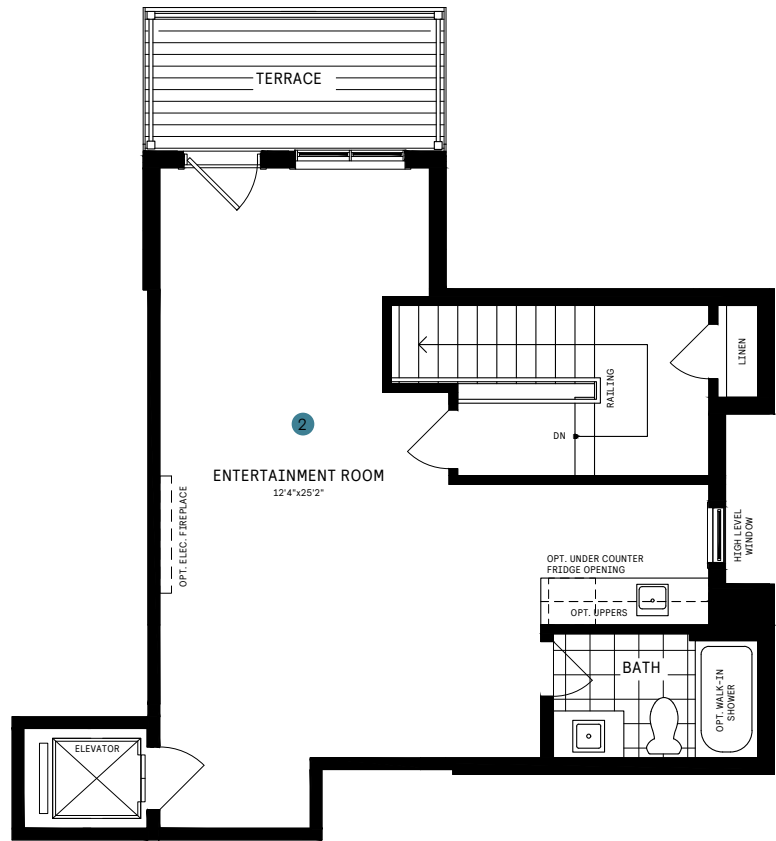 TERRACE
LINEN
RAILING
2
DN
ENTERTAINMENT ROOM
12'4"x25'2"
OPT. ELEC. FIREPLACE
HIGH LEVEL
WINDOW
OPT. UNDER COUNTER
FRIDGE OPENING
OPT. UPPERS
BATH
OPT. WALK-IN
SHOWER
ELEVATOR